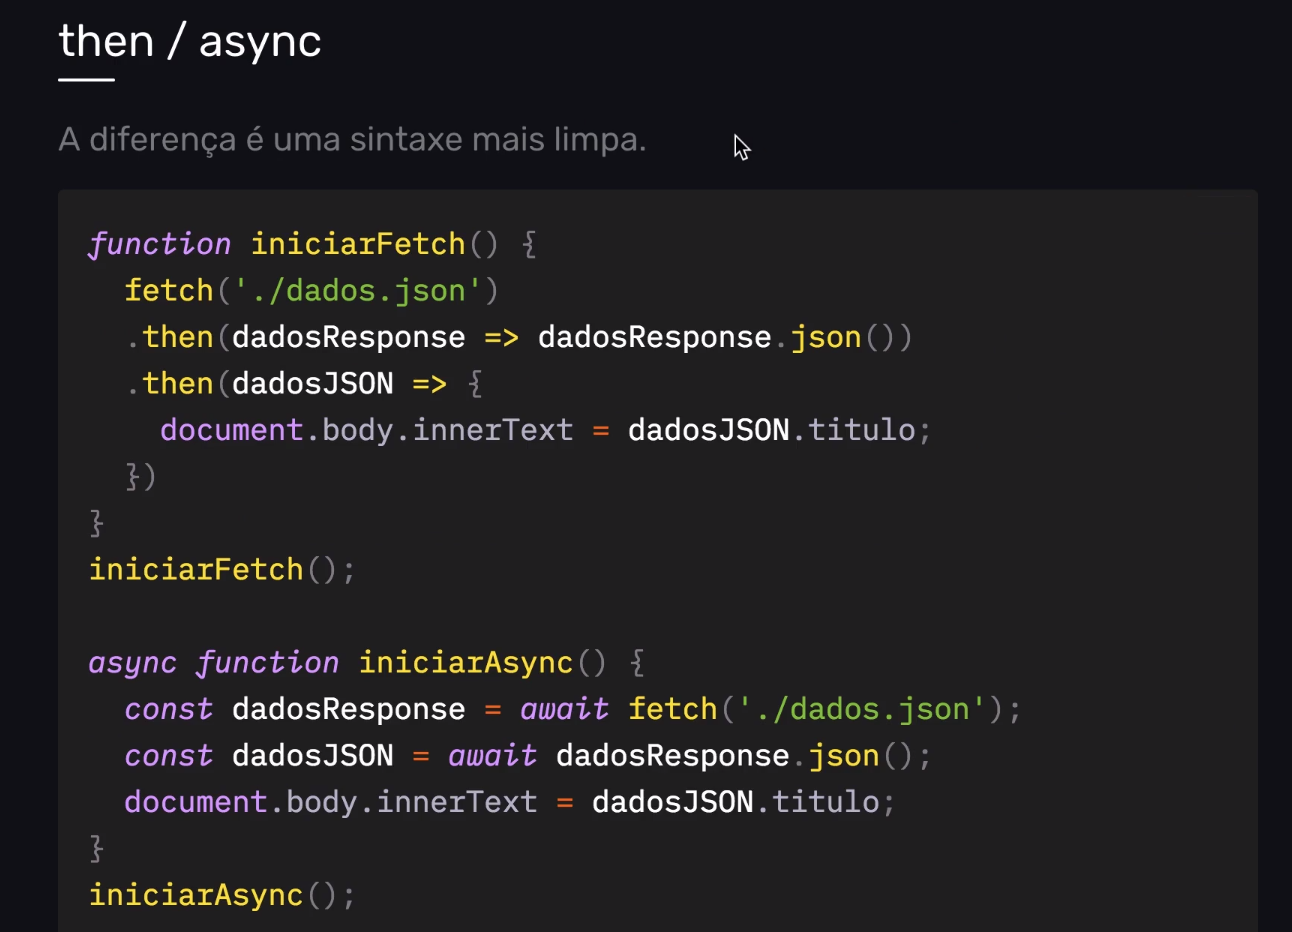 then / async
A diferença é uma sintaxe mais limpa.
function iniciarFetch() {
  fetch('./dados.json')
  .then(dadosResponse => dadosResponse.json())
  .then(dadosJSON => {
    document.body.innerText = dadosJSON.titulo;
  })
}
iniciarFetch();
async function iniciarAsync() {
  const dadosResponse = await fetch('./dados.json');
  const dadosJSON = await dadosResponse.json();
  document.body.innerText = dadosJSON.titulo;
}
iniciarAsync();